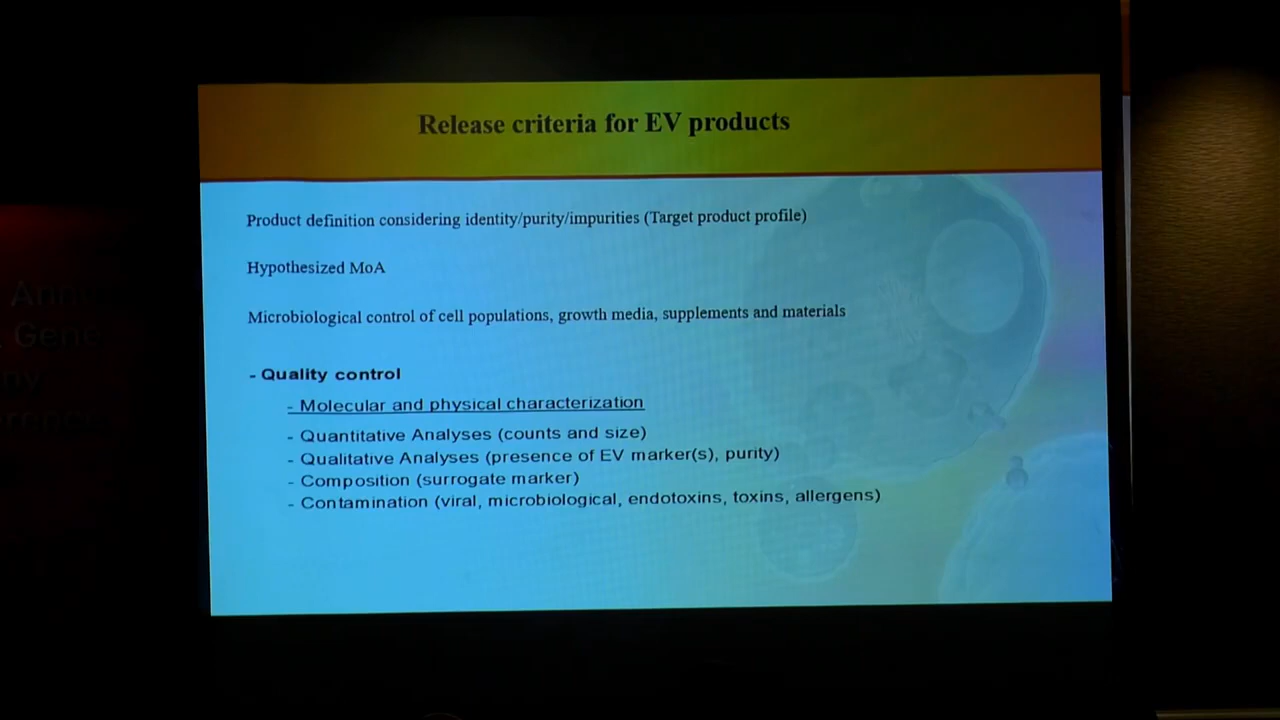 Release criteria for EV products
Product definition considering identity/purity/impurities (Target product profile)
Hypothesized MoA
Microbiological control of cell populations, growth media, supplements and materials
- Quality control
- Molecular and physical characterization
- Quantitative Analyses (counts and size)
- Qualitative Analyses (presence of EV marker(s), purity)
- Composition (surrogate marker)
- Contamination (viral, microbiological, endotoxins, toxins, allergens)
Gene